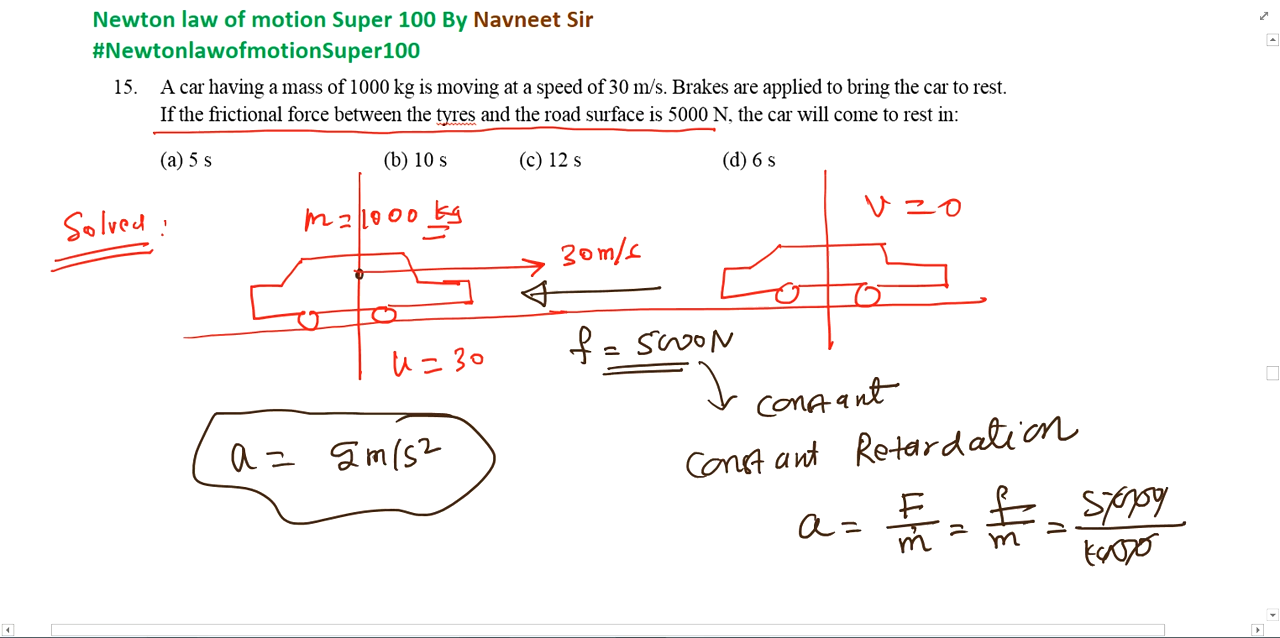 Newton law of motion Super 100 By Navneet Sir
#NewtonlawofmotionSuper100
15. A car having a mass of 1000 kg is moving at a speed of 30 m/s. Brakes are applied to bring the car to rest.
If the frictional force between the tyres and the road surface is 5000 N, the car will come to rest in:
(a) 5 s (b) 10 s (c) 12 s (d) 6 s
Solved :
m = 1000 kg
30 m/s
v = 0
u = 30
f = 5000 N
constant
constant Retardation
a = 5 m/s²
a = F/m = f/m = 5000/1000